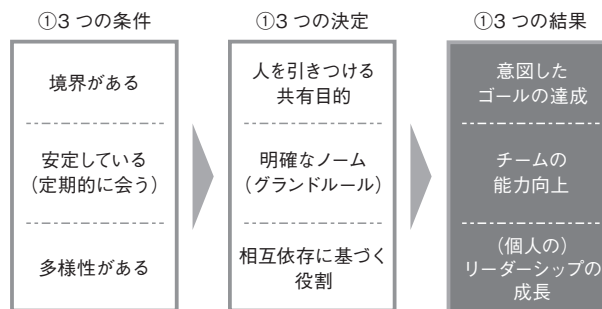 ①3 つの条件
境界がある
安定している
(定期的に会う)
多様性がある
①3 つの決定
人を引きつける
共有目的
明確なノーム
(グランドルール)
相互依存に基づく
役割
①3 つの結果
意図した
ゴールの達成
チームの
能力向上
(個人の)
リーダーシップの
成長